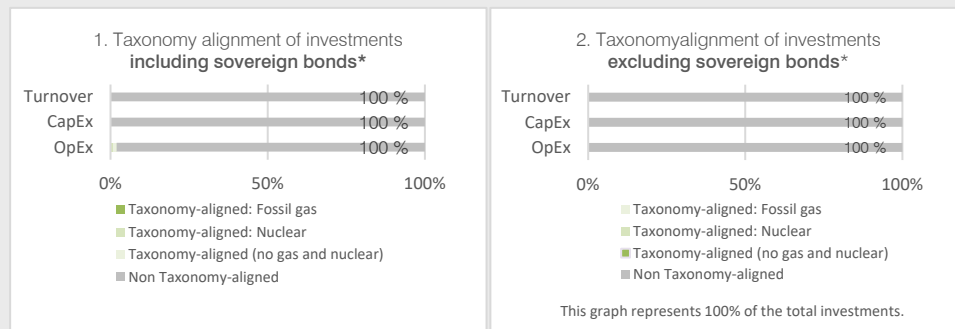 1. Taxonomy alignment of investments
including sovereign bonds*
Turnover 100 %
CapEx 100 %
OpEx 100 %
0% 50% 100%
Taxonomy-aligned: Fossil gas
Taxonomy-aligned: Nuclear
Taxonomy-aligned (no gas and nuclear)
Non Taxonomy-aligned
2. Taxonomyalignment of investments
excluding sovereign bonds*
Turnover 100 %
CapEx 100 %
OpEx 100 %
0% 50% 100%
Taxonomy-aligned: Fossil gas
Taxonomy-aligned: Nuclear
Taxonomy-aligned (no gas and nuclear)
Non Taxonomy-aligned
This graph represents 100% of the total investments.